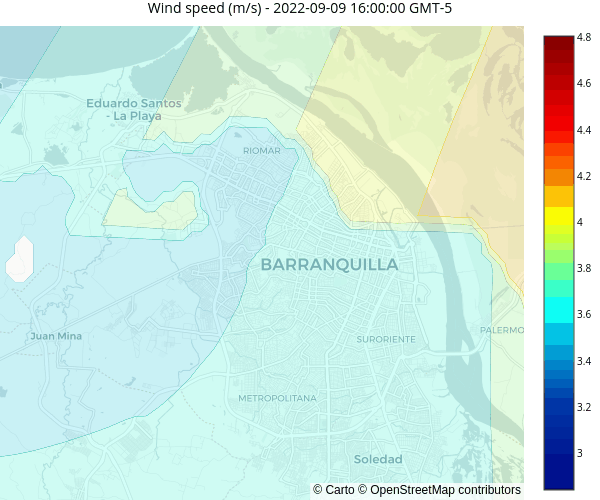 Wind speed (m/s) - 2022-09-09 16:00:00 GMT-5
4.8
4.6
4.4
4.2
4
3.8
3.6
3.4
3.2
3
Eduardo Santos
- La Playa
RIOMAR
BARRANQUILLA
PALERMO
Juan Mina
SURORIENTE
METROPOLITANA
Soledad
© Carto © OpenStreetMap contributors